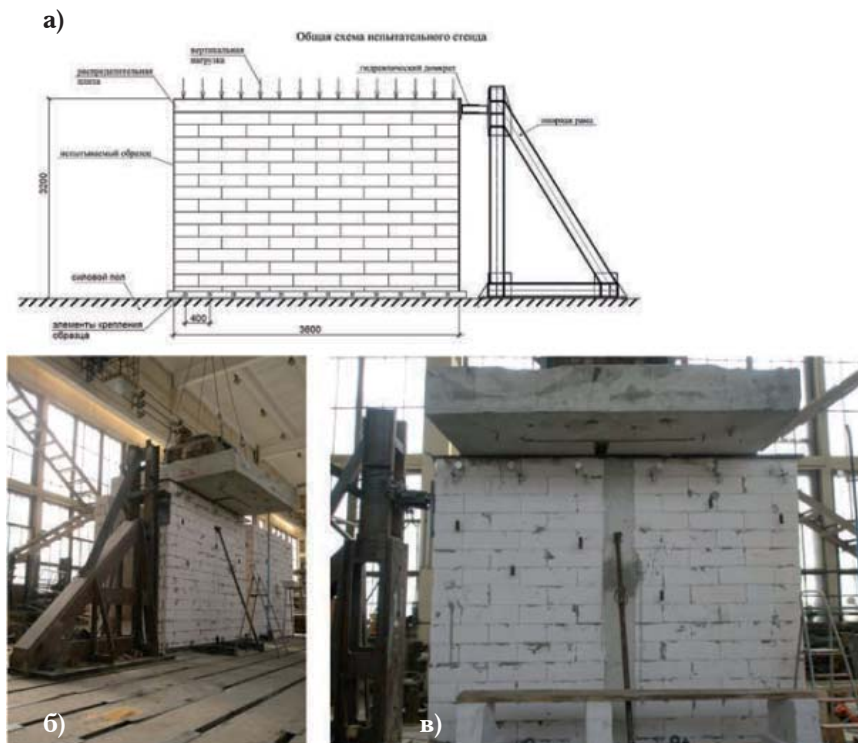 а)
Общая схема испытательного стенда
вертикальная
нагрузка
гидравлический домкрат
распределительная
плита
опорная рама
испытываемый образец
3200
силовой пол
400
элементы крепления
образца
3600
б)
в)